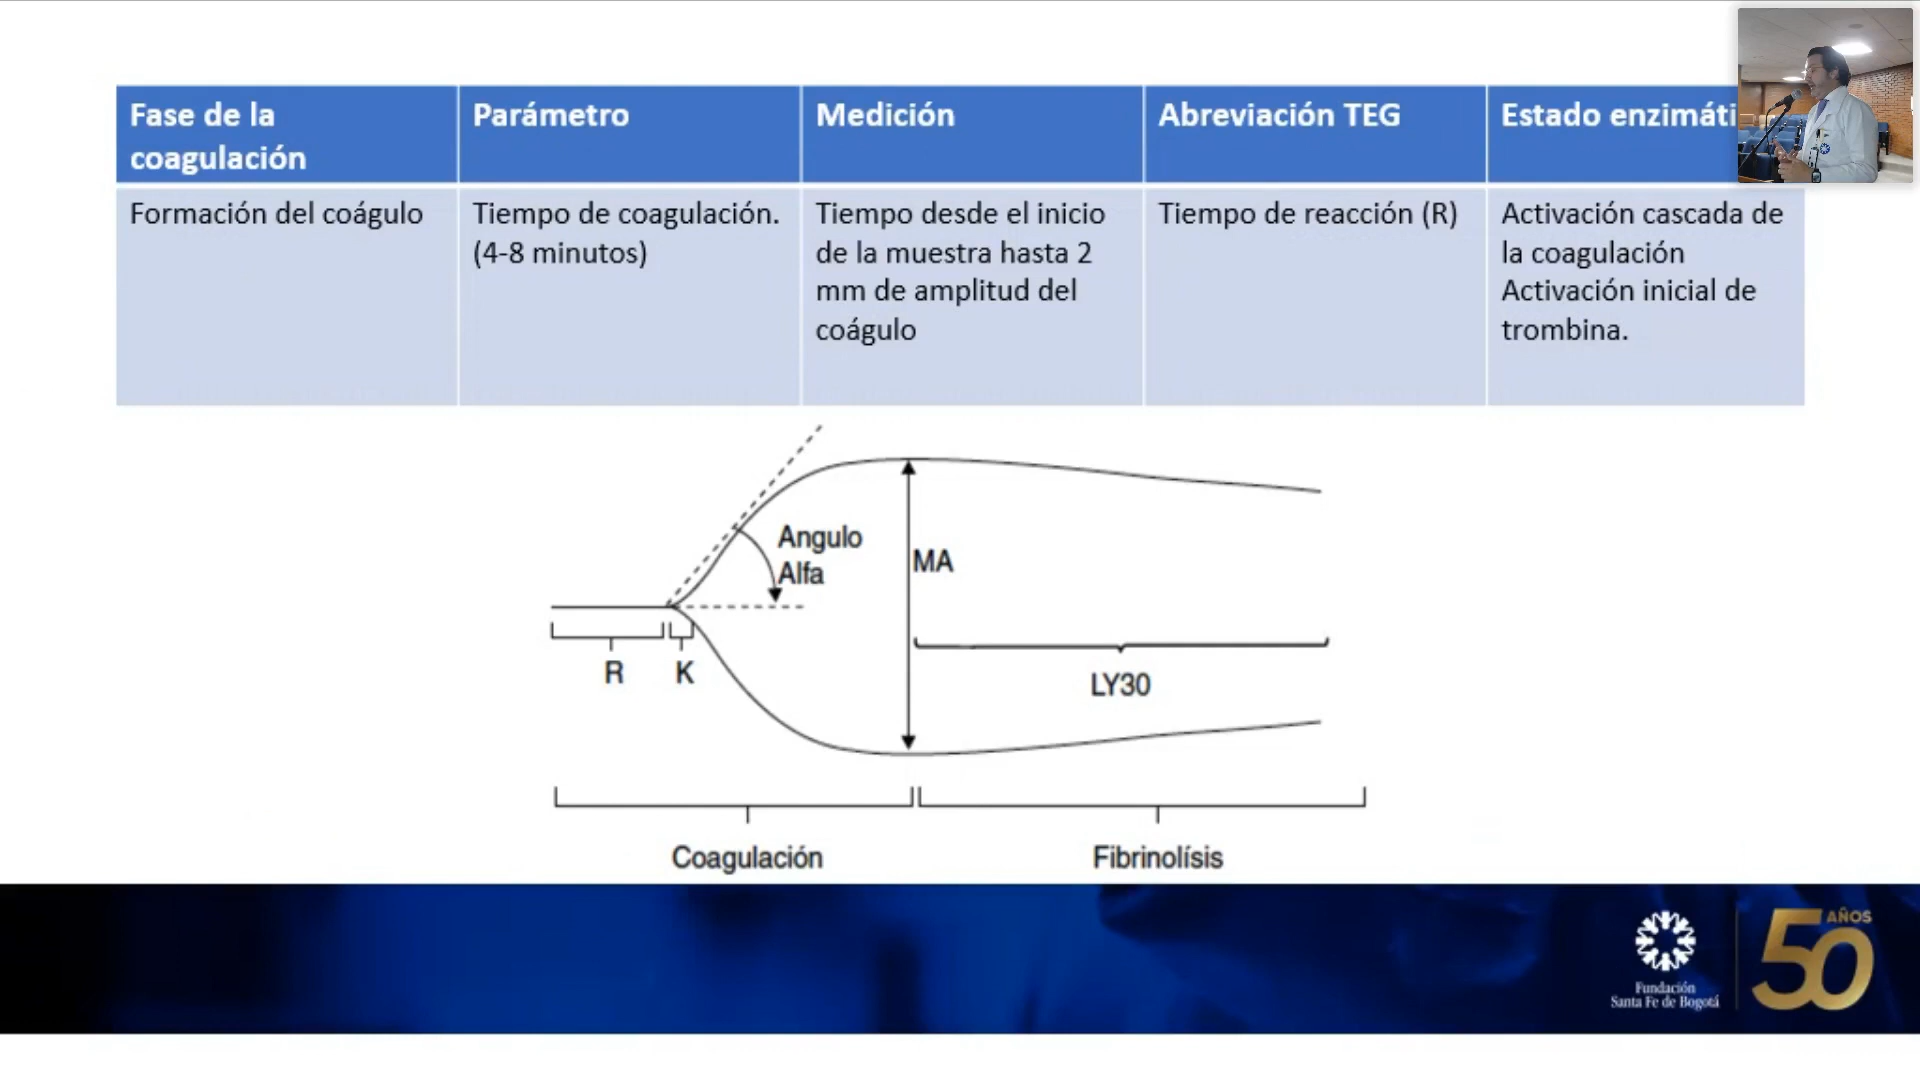 Fase de la
coagulación
Parámetro
Medición
Abreviación TEG
Estado enzimáti
Formación del coágulo
Tiempo de coagulación.
(4-8 minutos)
Tiempo desde el inicio
de la muestra hasta 2
mm de amplitud del
coágulo
Tiempo de reacción (R)
Activación cascada de
la coagulación
Activación inicial de
trombina.
Angulo
Alfa
MA
R
K
LY30
Coagulación
Fibrinolísis
Fundación
Santa Fe de Bogotá
50 AÑOS